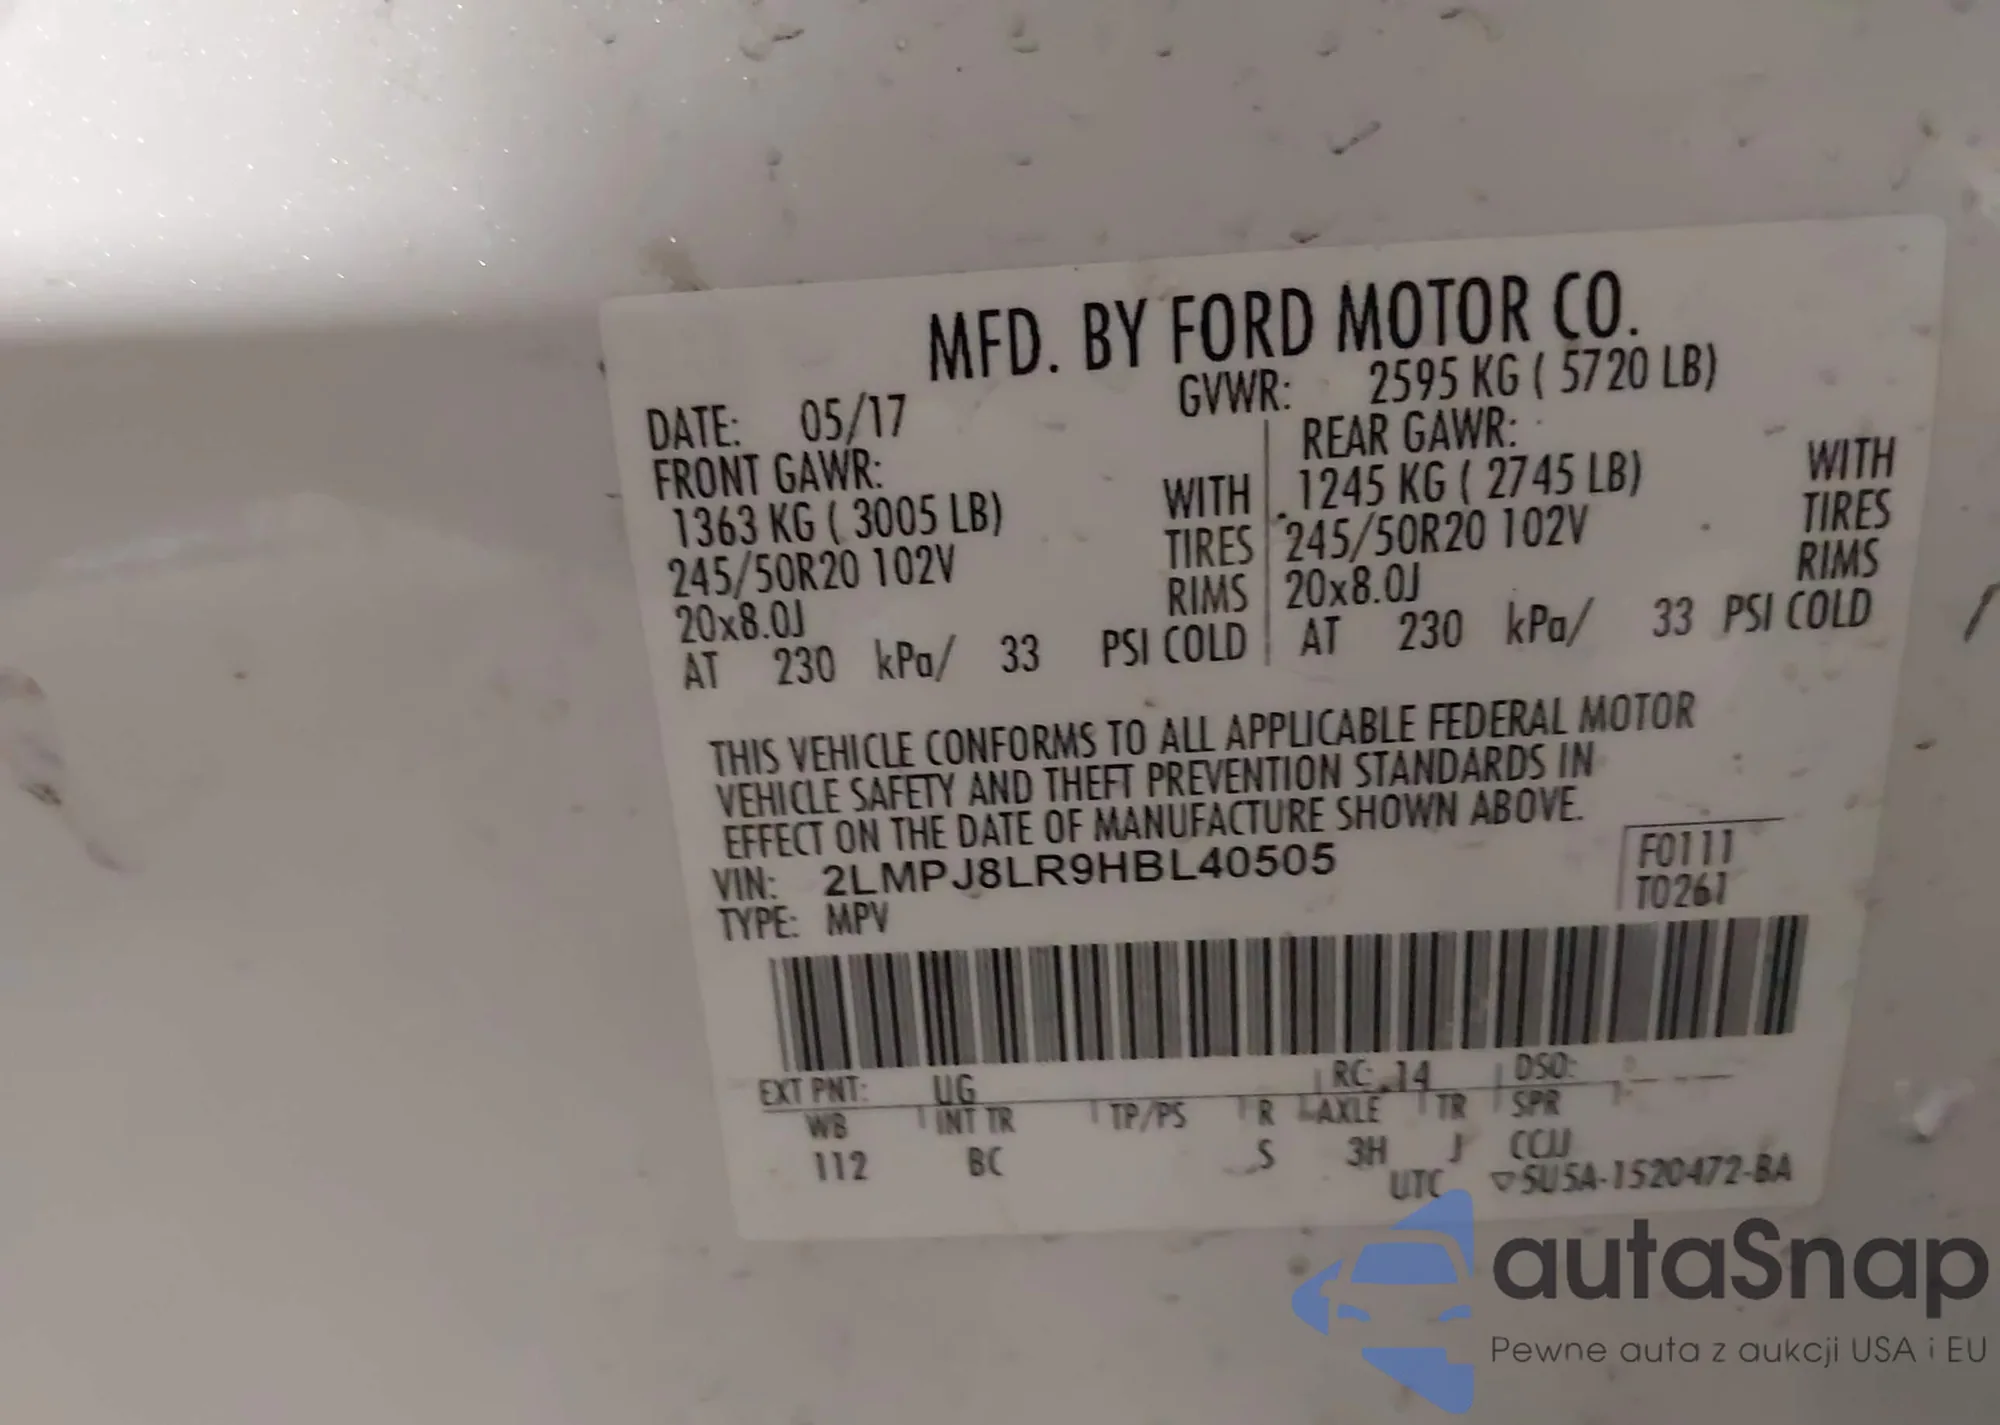 MFD. BY FORD MOTOR CO.
DATE: 05/17 GVWR: 2595 KG ( 5720 LB)
FRONT GAWR: REAR GAWR:
1363 KG ( 3005 LB) WITH 1245 KG ( 2745 LB) WITH
245/50R20 102V TIRES 245/50R20 102V TIRES
20x8.0J RIMS 20x8.0J RIMS
AT 230 kPa/ 33 PSI COLD AT 230 kPa/ 33 PSI COLD
THIS VEHICLE CONFORMS TO ALL APPLICABLE FEDERAL MOTOR
VEHICLE SAFETY AND THEFT PREVENTION STANDARDS IN
EFFECT ON THE DATE OF MANUFACTURE SHOWN ABOVE.
VIN: 2LMPJ8LR9HBL40505
TYPE: MPV
F0111
T0261
EXT PNT: UG RC: 14 DSO:
WB INT TR TP/PS R AXLE TR SPR
112 BC S 3H J CCJJ
UTC ▽5U5A-1520472-BA
autaSnap
Pewne auta z aukcji USA i EU